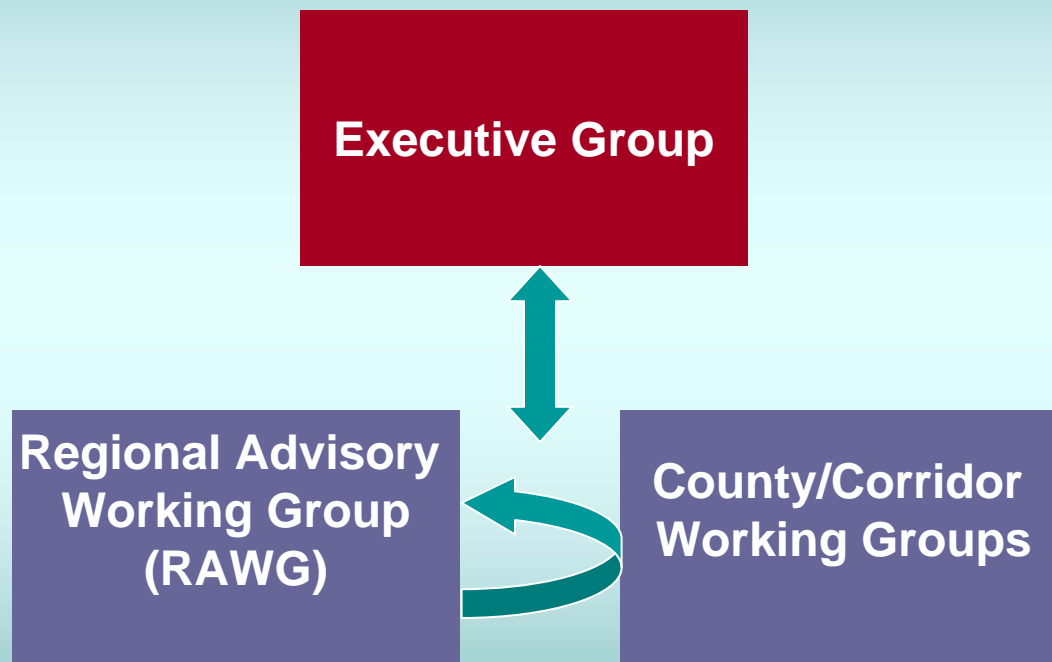 Executive Group
Regional Advisory
Working Group
(RAWG)
County/Corridor
Working Groups